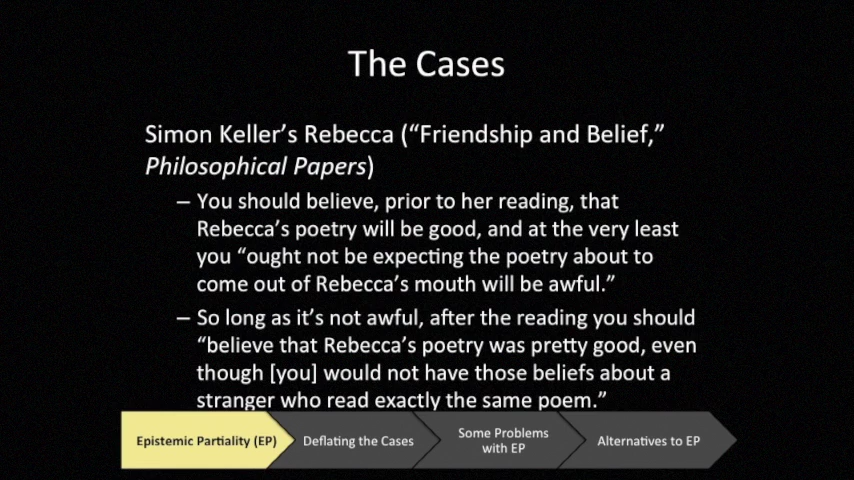 The Cases
Simon Keller's Rebecca (“Friendship and Belief,”
Philosophical Papers)
– You should believe, prior to her reading, that
Rebecca's poetry will be good, and at the very least
you “ought not be expecting the poetry about to
come out of Rebecca's mouth will be awful.”
– So long as it's not awful, after the reading you should
“believe that Rebecca's poetry was pretty good, even
though [you] would not have those beliefs about a
stranger who read exactly the same poem.”
Epistemic Partiality (EP)
Deflating the Cases
Some Problems
with EP
Alternatives to EP